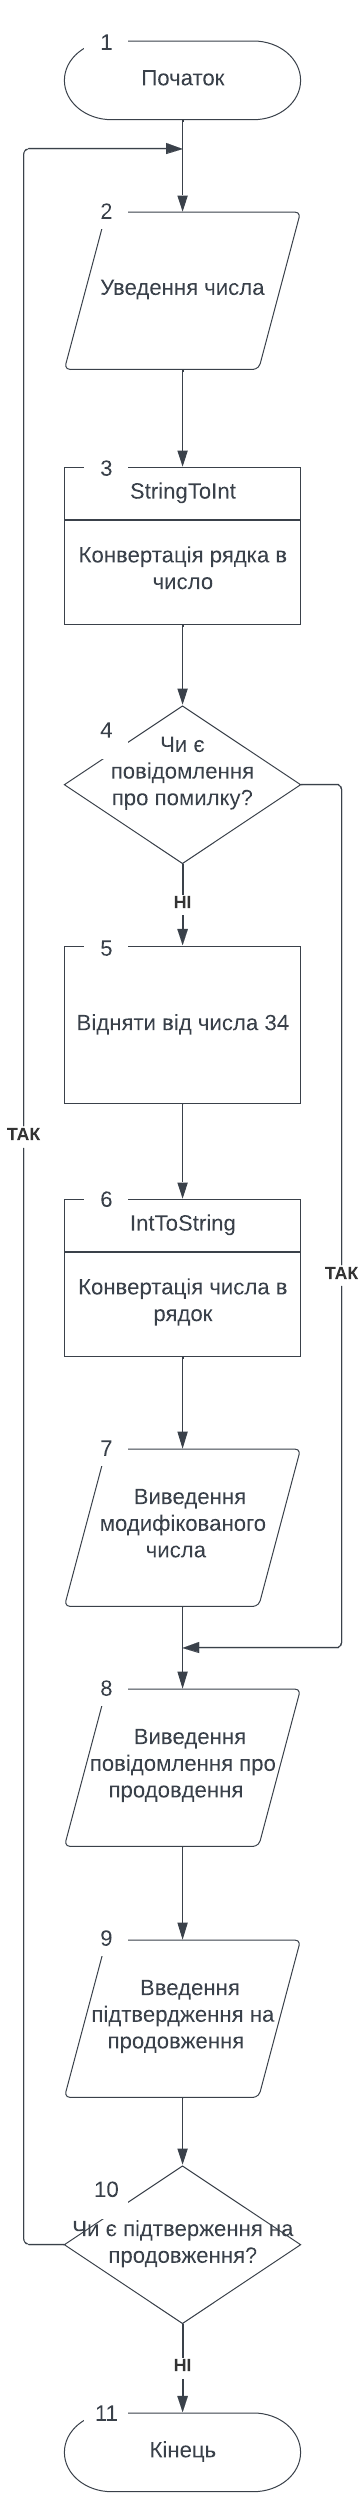 1
Початок
2
Уведення числа
3
StringToInt
Конвертація рядка в
число
4
Чи є
повідомлення
про помилку?
НІ
5
Відняти від числа 34
ТАК
6
IntToString
Конвертація числа в
рядок
ТАК
7
Виведення
модифікованого
числа
8
Виведення
повідомлення про
продовдення
9
Введення
підтвердження на
продовження
10
Чи є підтверження на
продовження?
НІ
11
Кінець